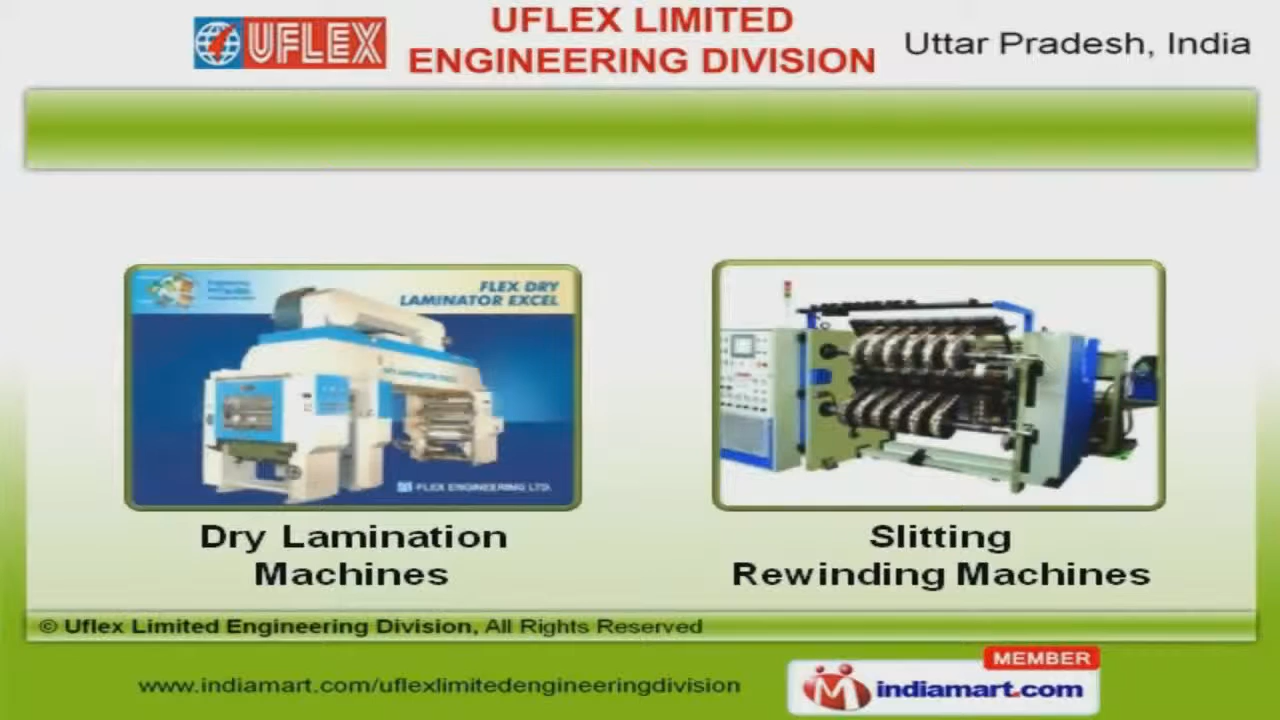 UFLEX
UFLEX LIMITED
ENGINEERING DIVISION
Uttar Pradesh, India
FLEX DRY
LAMINATOR EXCEL
FLEX ENGINEERING LTD.
Dry Lamination
Machines
Slitting
Rewinding Machines
© Uflex Limited Engineering Division, All Rights Reserved
www.indiamart.com/uflexlimitedengineeringdivision
MEMBER
indiamart.com